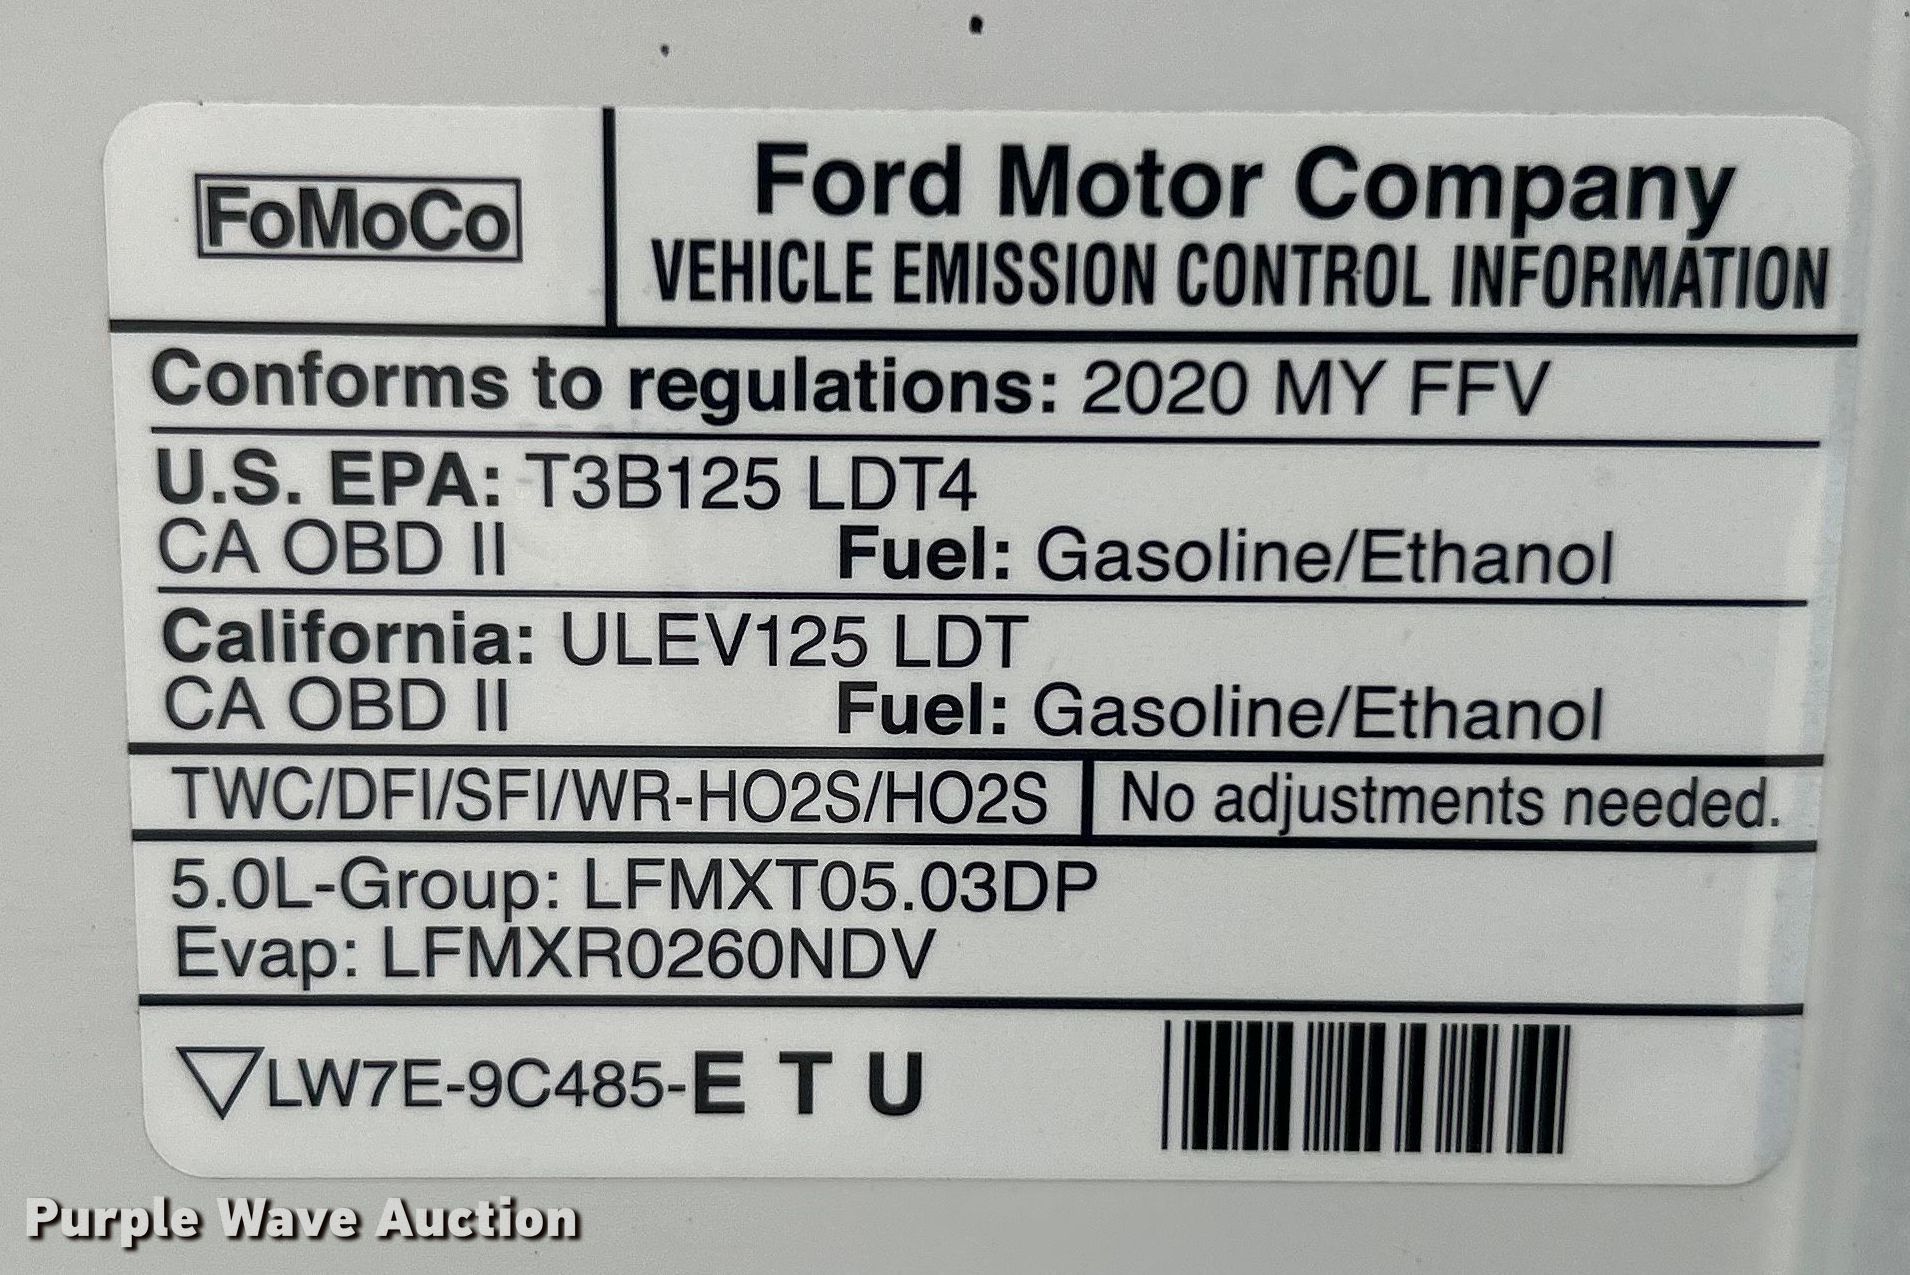 FoMoCo
Ford Motor Company
VEHICLE EMISSION CONTROL INFORMATION
Conforms to regulations: 2020 MY FFV
U.S. EPA: T3B125 LDT4
CA OBD II Fuel: Gasoline/Ethanol
California: ULEV125 LDT
CA OBD II Fuel: Gasoline/Ethanol
TWC/DFI/SFI/WR-HO2S/HO2S No adjustments needed.
5.0L-Group: LFMXT05.03DP
Evap: LFMXR0260NDV
LW7E-9C485-E T U
Purple Wave Auction